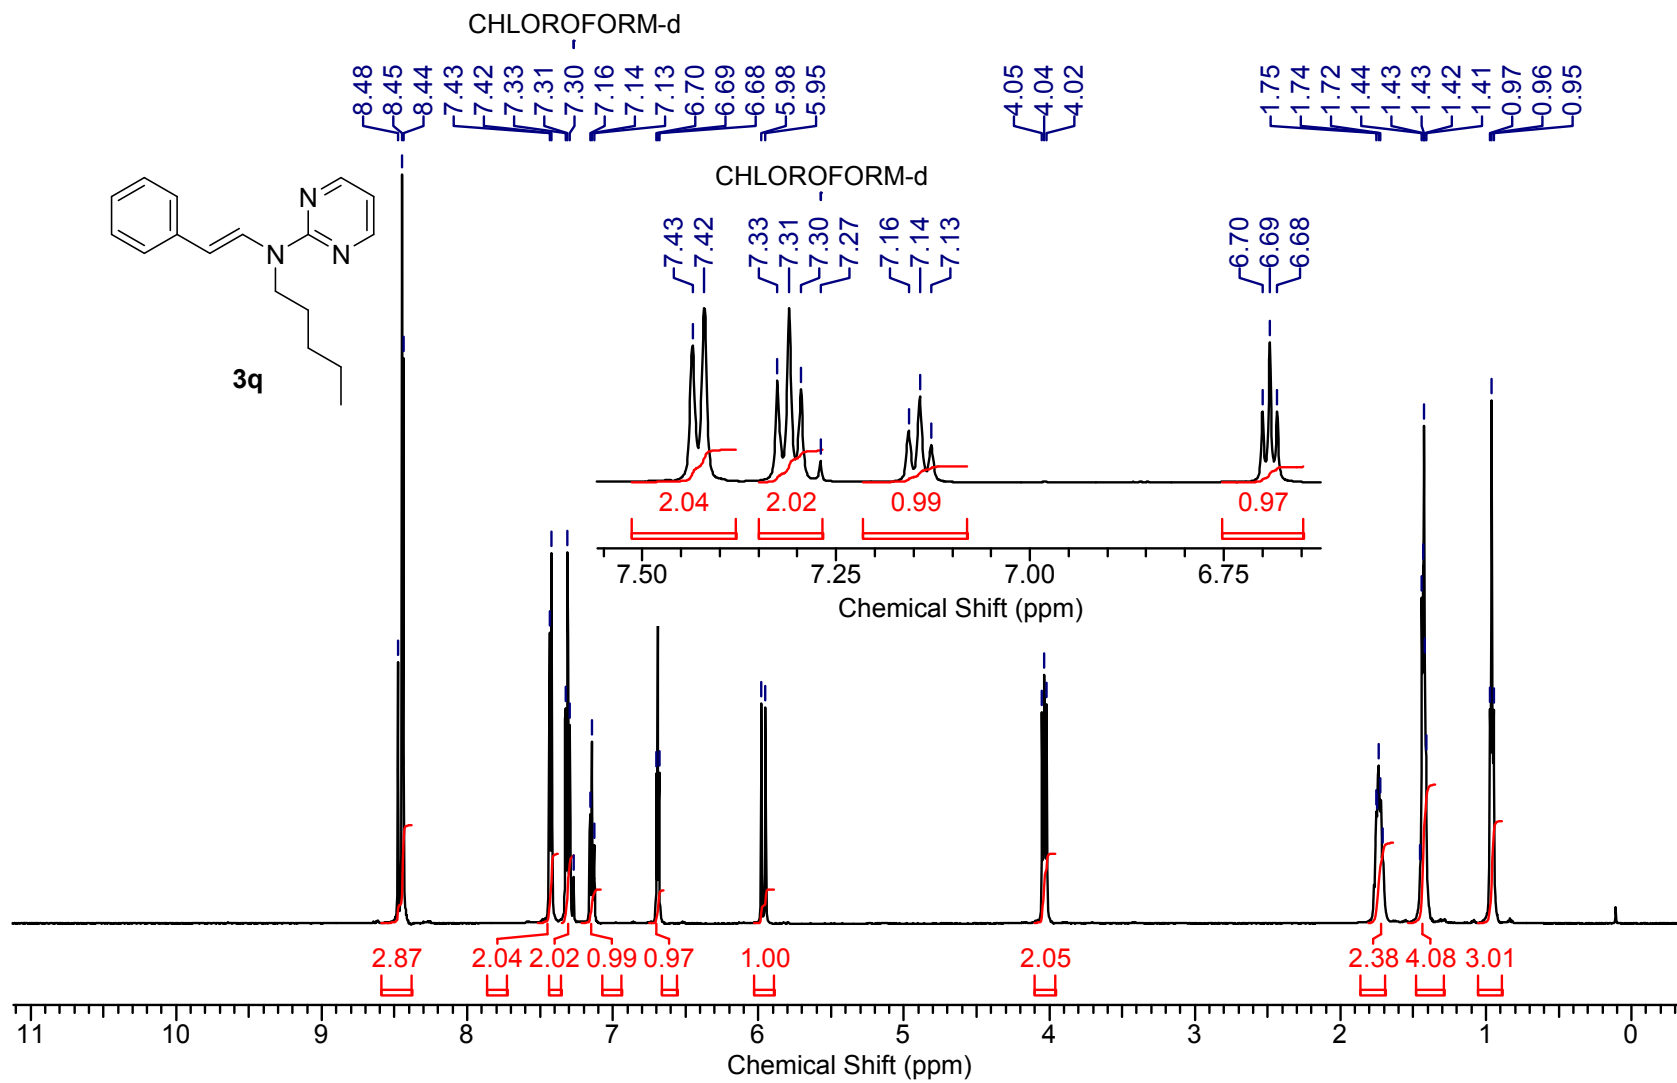 CHLOROFORM-d
8.48 8.45 8.44 7.43 7.42 7.33 7.31 7.30 7.16 7.14 7.13 6.70 6.69 6.68 5.98 5.95 4.05 4.04 4.02 1.75 1.74 1.72 1.44 1.43 1.43 1.42 1.41 0.97 0.96 0.95
CHLOROFORM-d
7.43 7.42 7.33 7.31 7.30 7.27 7.16 7.14 7.13 6.70 6.69 6.68
N
N
N
3q
2.04 2.02 0.99 0.97
7.50 7.25 7.00 6.75
Chemical Shift (ppm)
2.87 2.04 2.02 0.99 0.97 1.00 2.05 2.38 4.08 3.01
11 10 9 8 7 6 5 4 3 2 1 0
Chemical Shift (ppm)